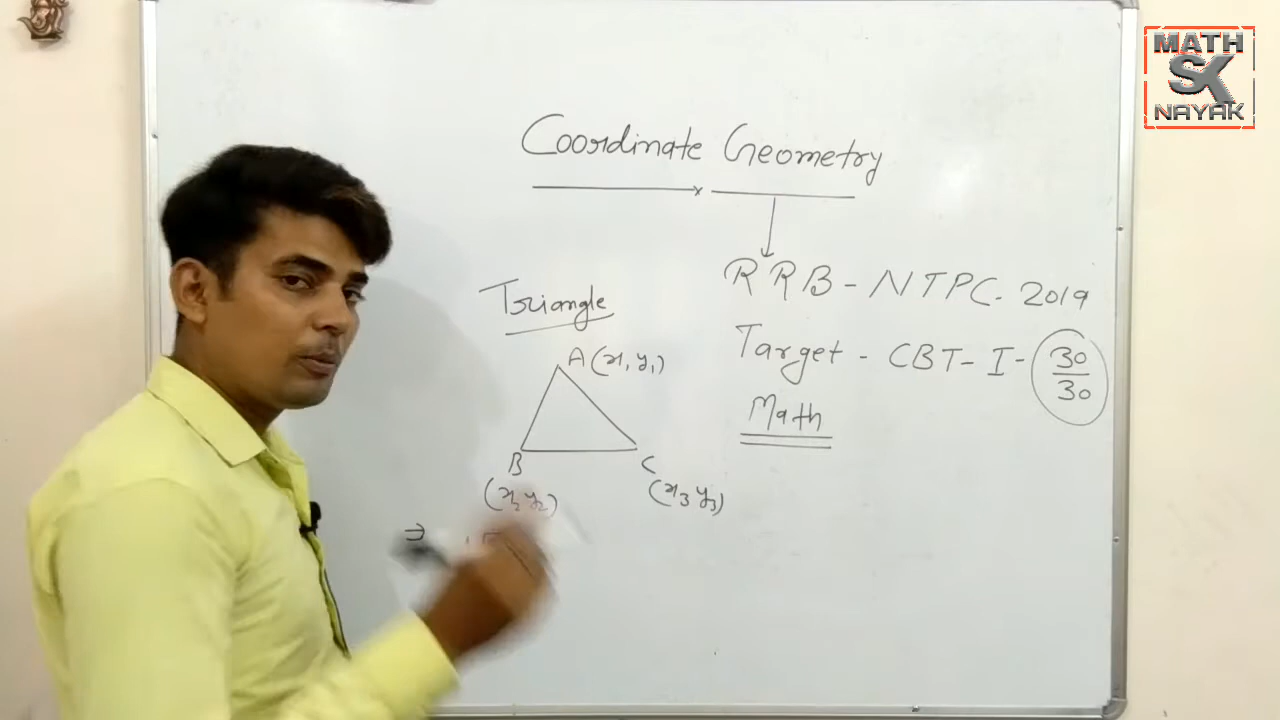 MATH
SK
NAYAK
Coordinate Geometry
RRB-NTPC-2019
Target - CBT-I- 30/30
Math
Triangle
A(x1 y1)
B
C
(x2 y2)
(x3 y3)
⇒